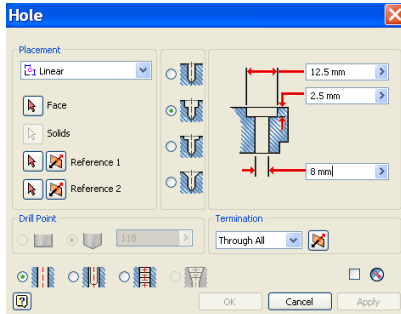 Hole
Placement
Linear
Face
Solids
Reference 1
Reference 2
12.5 mm
2.5 mm
8 mm
Drill Point
118
Termination
Through All
?
OK
Cancel
Apply